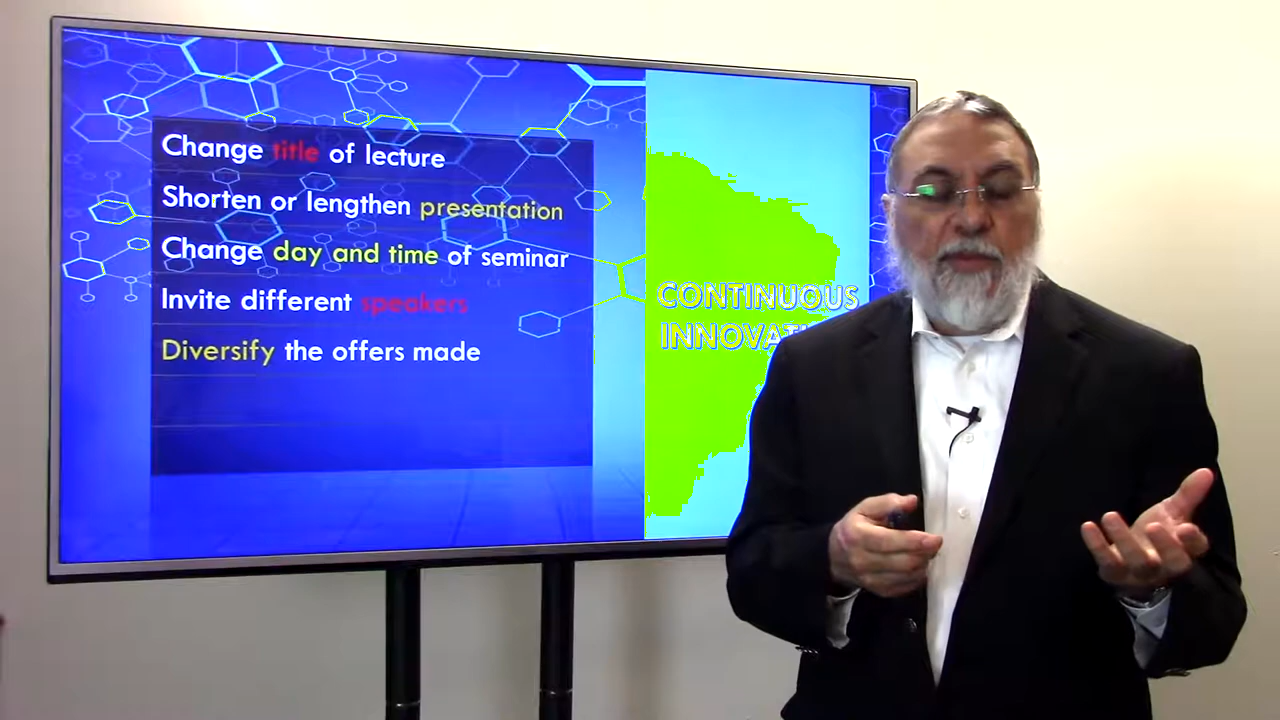 Change title of lecture
Shorten or lengthen presentation
Change day and time of seminar
Invite different speakers
Diversify the offers made
CONTINUOUS